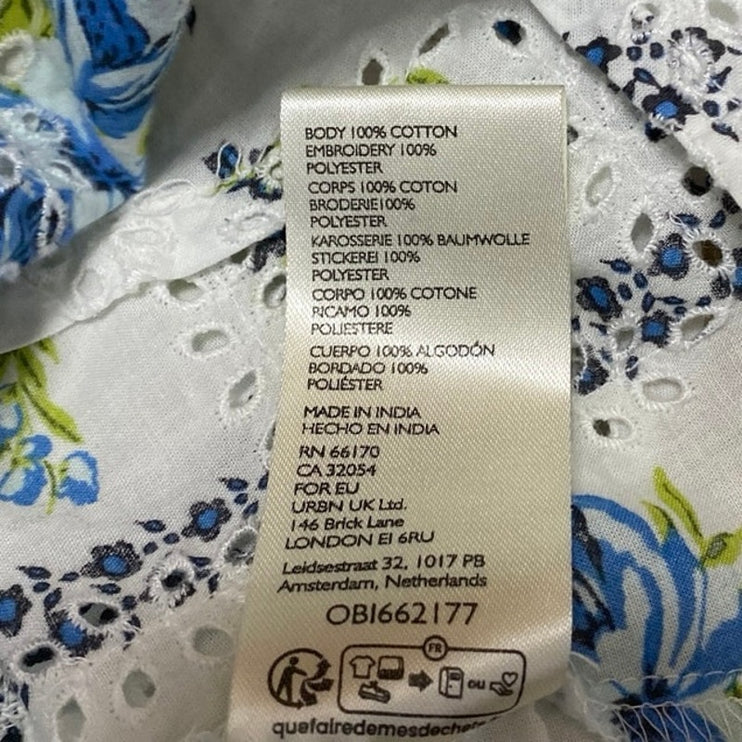 BODY 100% COTTON
EMBROIDERY 100%
POLYESTER
CORPS 100% COTON
BRODERIE100%
POLYESTER
KAROSSERIE 100% BAUMWOLLE
STICKEREI 100%
POLYESTER
CORPO 100% COTONE
RICAMO 100%
POLIESTERE
CUERPO 100% ALGODÓN
BORDADO 100%
POLIÉSTER
MADE IN INDIA
HECHO EN INDIA
RN 66170
CA 32054
FOR EU
URBN UK Ltd.
146 Brick Lane
LONDON E1 6RU
Leidsestraat 32, 1017 PB
Amsterdam, Netherlands
OB1662177
FR
OU